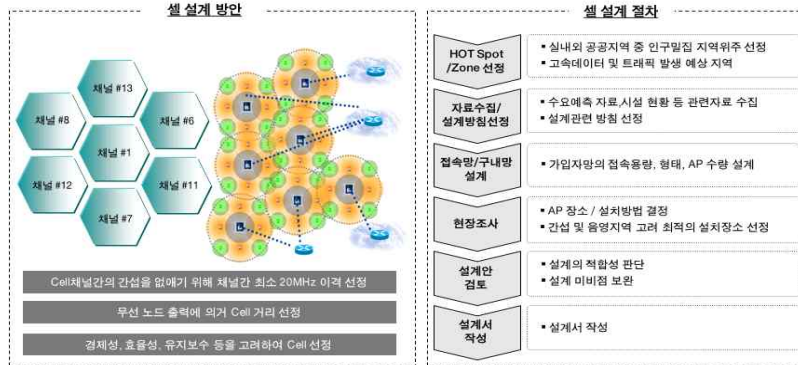 셀 설계 방안
채널 #13
채널 #8
채널 #6
채널 #1
채널 #12
채널 #11
채널 #7
Cell채널간의 간섭을 없애기 위해 채널간 최소 20MHz 이격 선정
무선 노드 출력에 의거 Cell 거리 선정
경제성, 효율성, 유지보수 등을 고려하여 Cell 선정
셀 설계 절차
HOT Spot
/Zone 선정
▪ 실내외 공공지역 중 인구밀집 지역위주 선정
▪ 고속데이터 및 트래픽 발생 예상 지역
자료수집/
설계방침선정
▪ 수요예측 자료,시설 현황 등 관련자료 수집
▪ 설계관련 방침 선정
접속망/구내망
설계
▪ 가입자망의 접속용량, 형태, AP 수량 설계
현장조사
▪ AP 장소 / 설치방법 결정
▪ 간섭 및 음영지역 고려 최적의 설치장소 선정
설계안
검토
▪ 설계의 적합성 판단
▪ 설계 미비점 보완
설계서
작성
▪ 설계서 작성